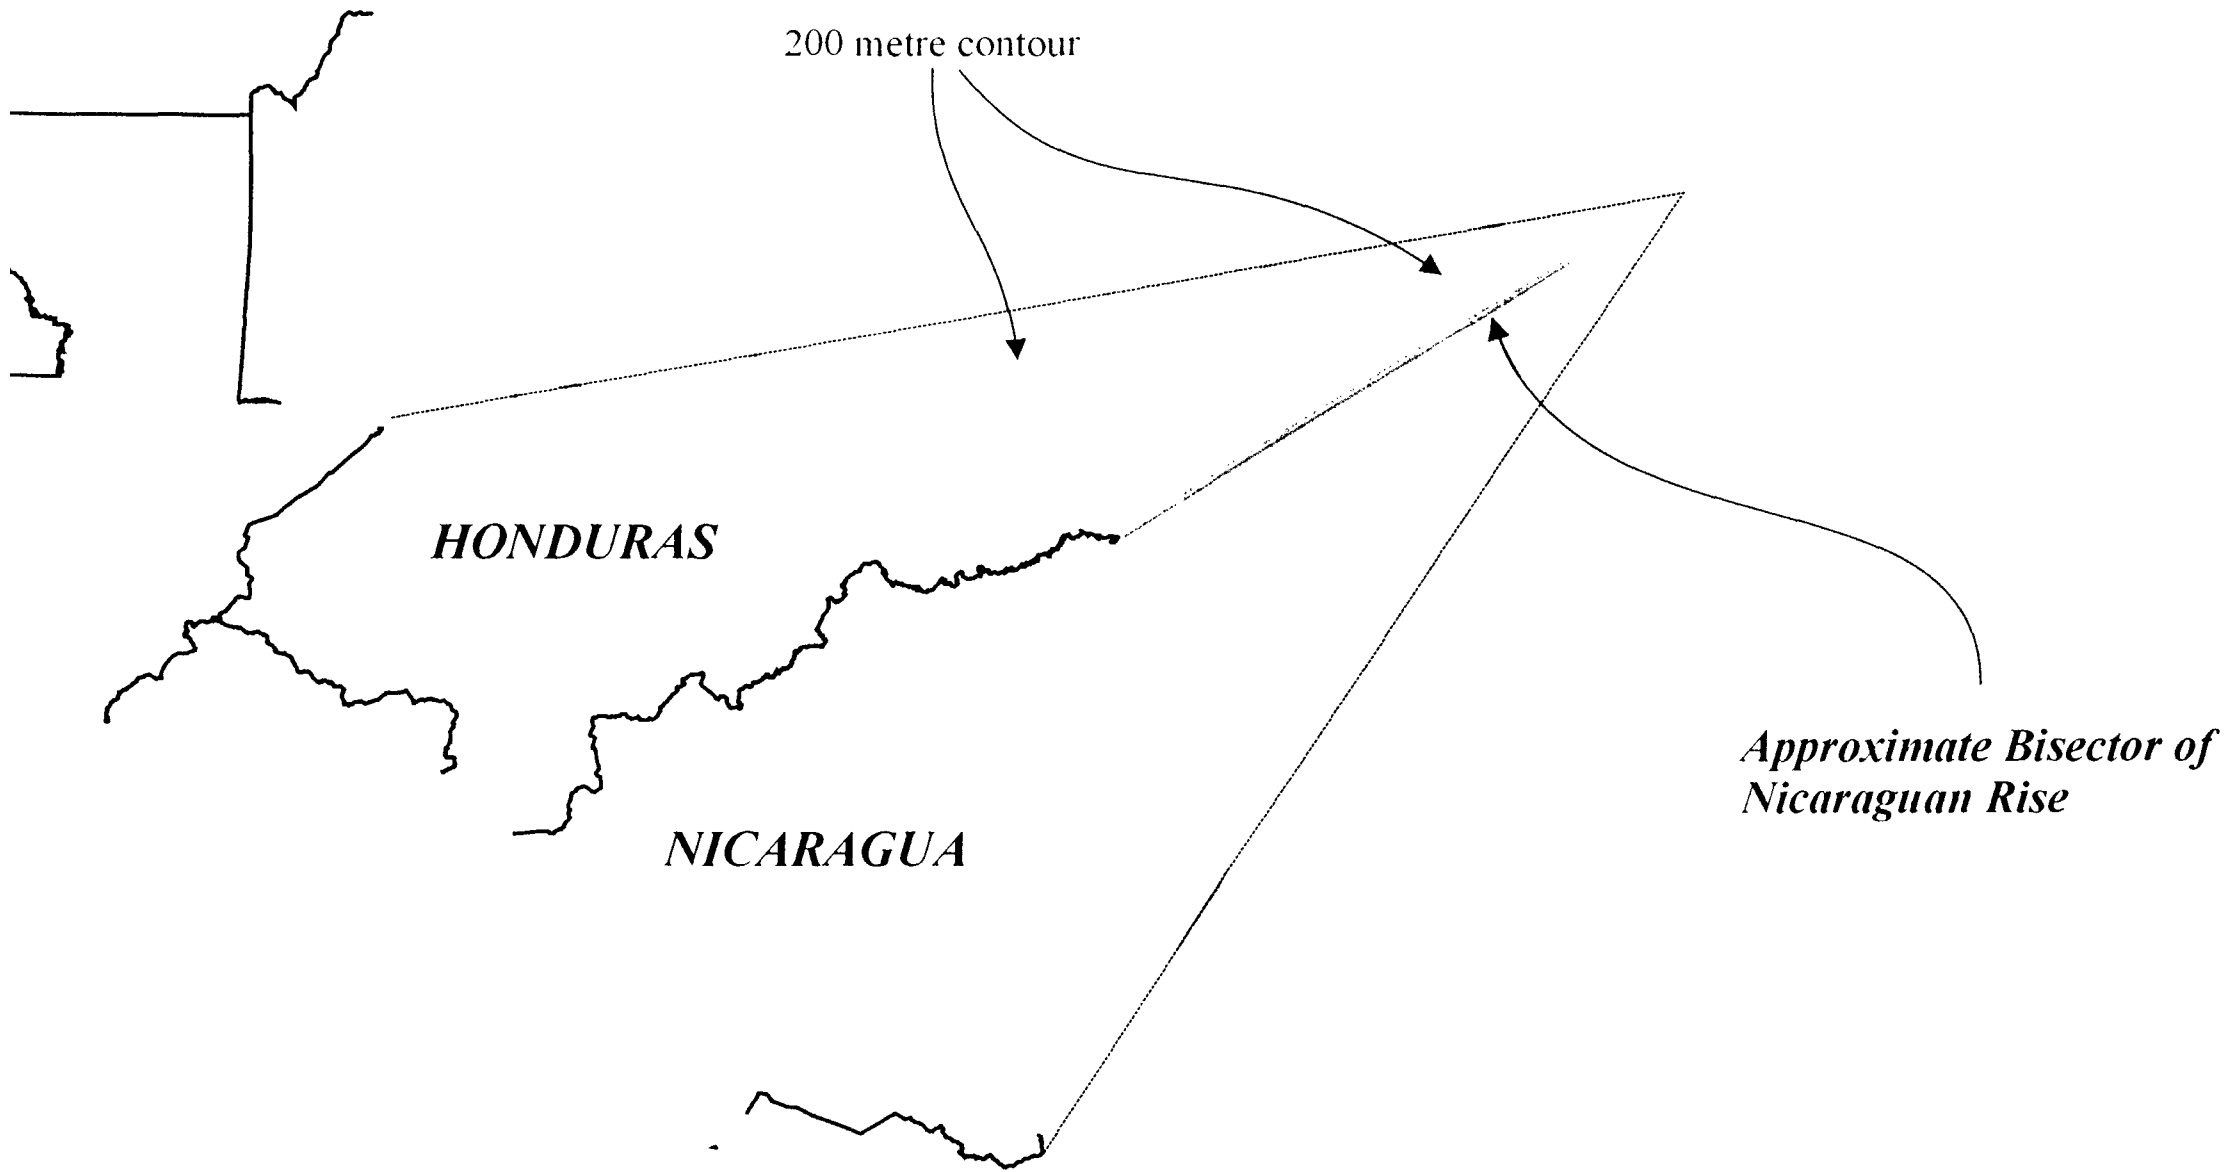 200 metre contour
HONDURAS
Approximate Bisector of
Nicaraguan Rise
NICARAGUA